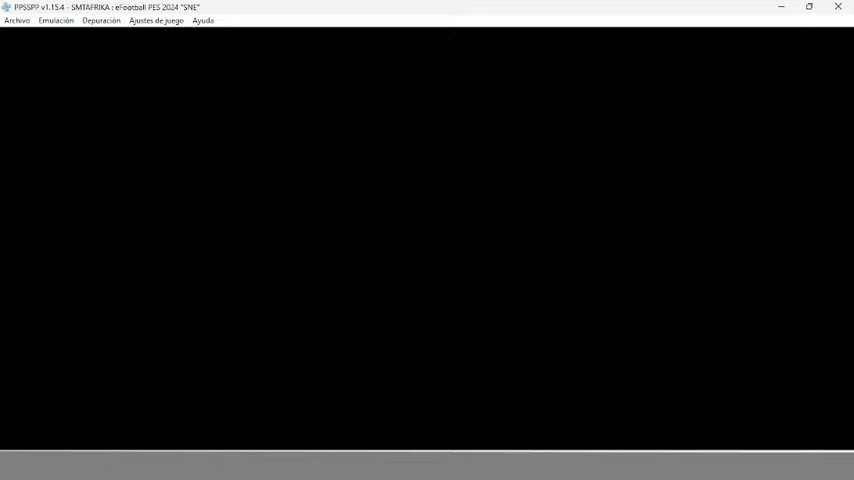 PPSSPP v1.15.4 - SMTAFRIKA : eFootball PES 2024 "SNE"
Archivo Emulación Depuración Ajustes de juego Ayuda